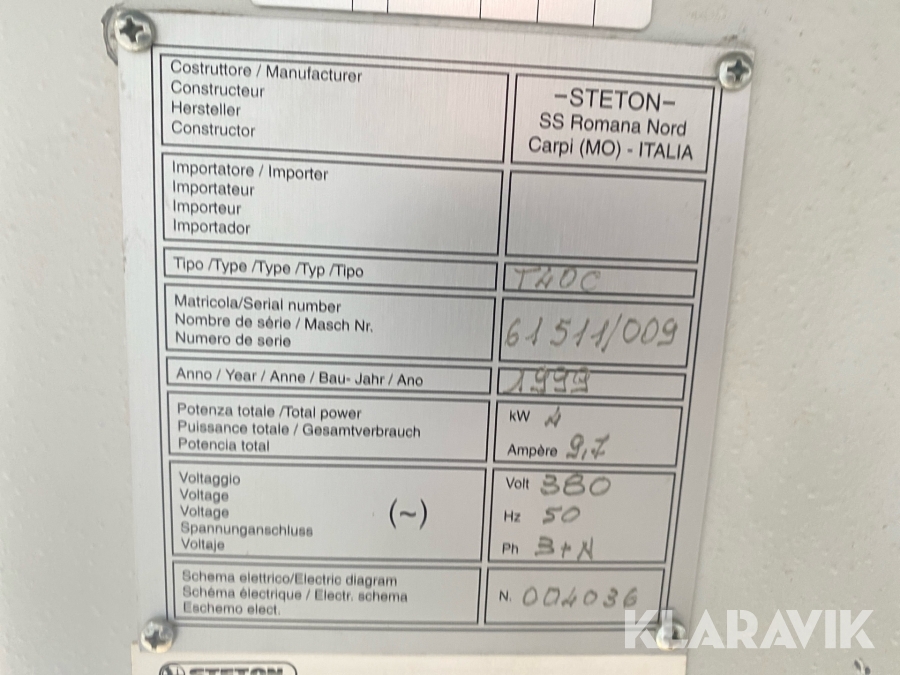 Costruttore / Manufacturer
Constructeur
Hersteller
Constructor
-STETON-
SS Romana Nord
Carpi (MO) - ITALIA
Importatore / Importer
Importateur
Importeur
Importador
Tipo /Type /Type /Typ /Tipo
T40C
Matricola/Serial number
Nombre de série / Masch Nr.
Numero de serie
61511/009
Anno / Year / Anne / Bau- Jahr / Ano
1999
Potenza totale /Total power
Puissance totale / Gesamtverbrauch
Potencia total
kW 4
Ampère 9,7
Voltaggio
Voltage
Voltage
Spannunganschluss
Voltaje
(~)
Volt 380
Hz 50
Ph 3+N
Schema elettrico/Electric diagram
Schéma électrique / Electr. schema
Eschemo elect.
N. 004036
KLARAVIK
STETON